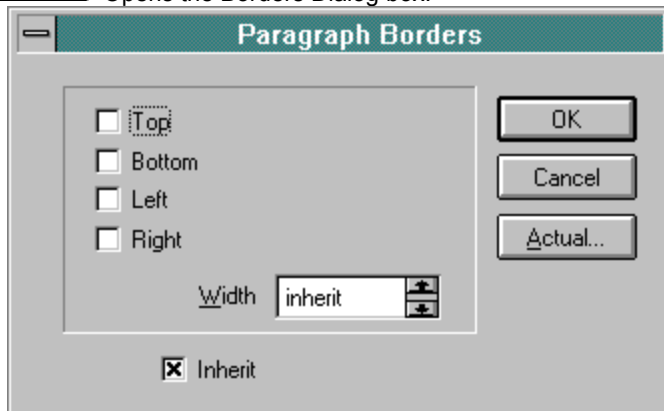 Opens the Borders Dialog box.
Paragraph Borders
Top
Bottom
Left
Right
Width inherit
Inherit
OK
Cancel
Actual...